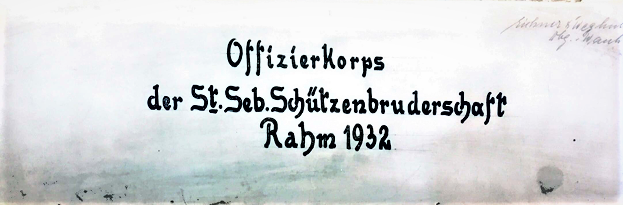 Offizierkorps
der St. Seb. Schützenbruderschaft
Rahm 1932